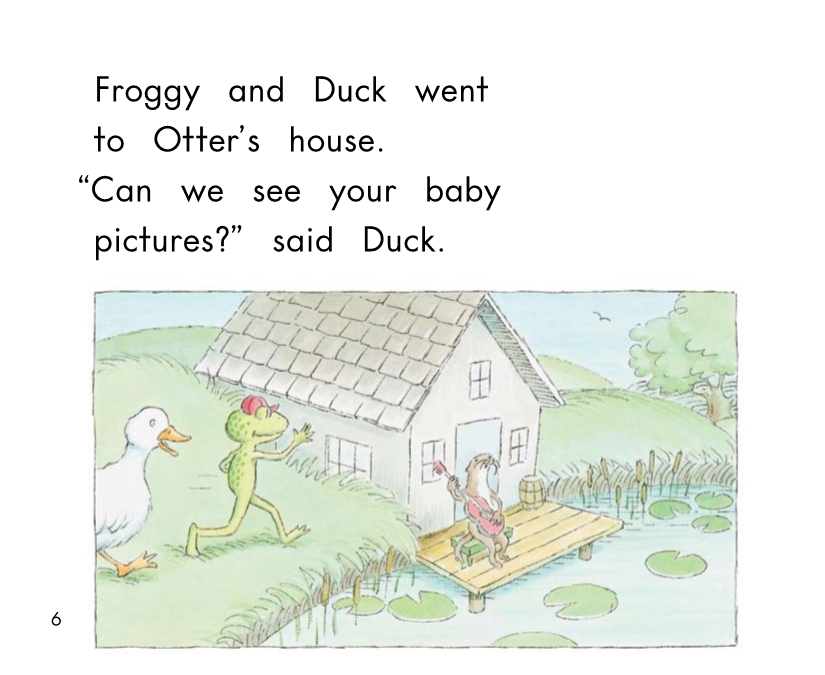 Froggy and Duck went
to Otter’s house.
“Can we see your baby
pictures?” said Duck.
6